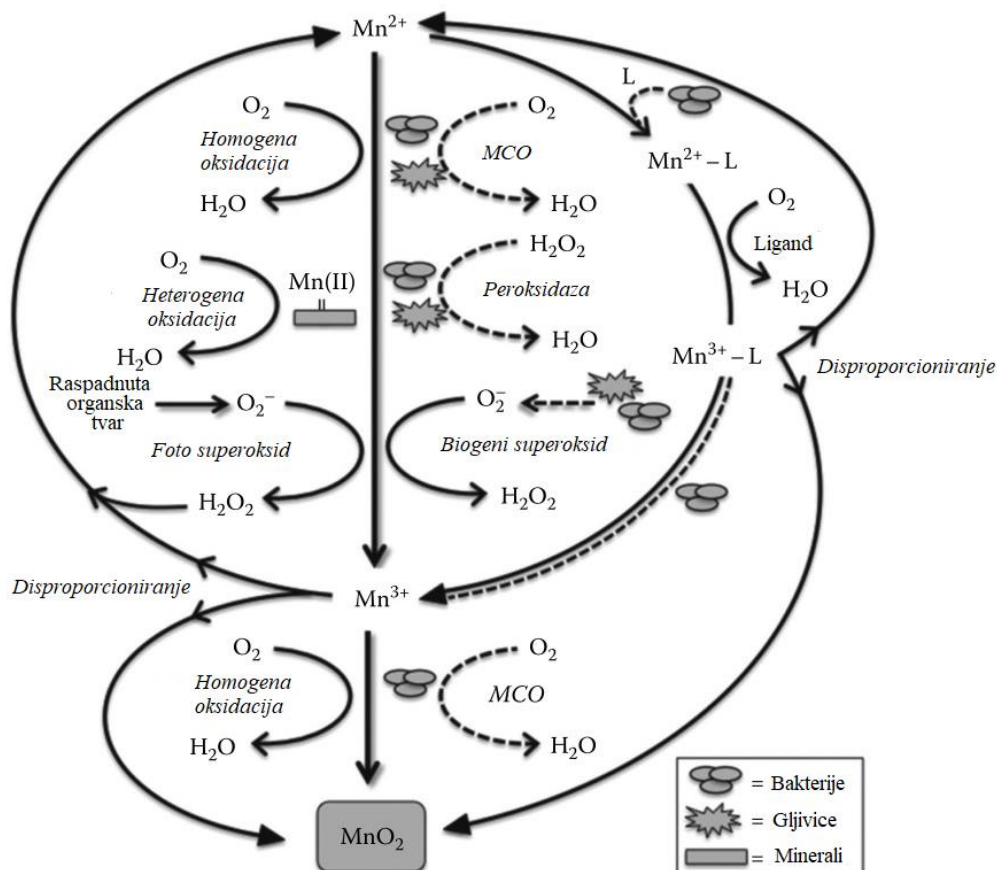 Mn²⁺
O₂
Homogena
oksidacija
H₂O
O₂
MCO
H₂O
L
Mn²⁺ – L
O₂
Ligand
H₂O
O₂
Heterogena
oksidacija
H₂O
Mn(II)
H₂O₂
Peroksidaza
H₂O
Mn³⁺ – L
Disproporcioniranje
Raspadnuta
organska
tvar
O₂⁻
Foto superoksid
H₂O₂
O₂⁻
Biogeni superoksid
H₂O₂
Disproporcioniranje
Mn³⁺
O₂
Homogena
oksidacija
H₂O
O₂
MCO
H₂O
MnO₂
= Bakterije
= Gljivice
= Minerali